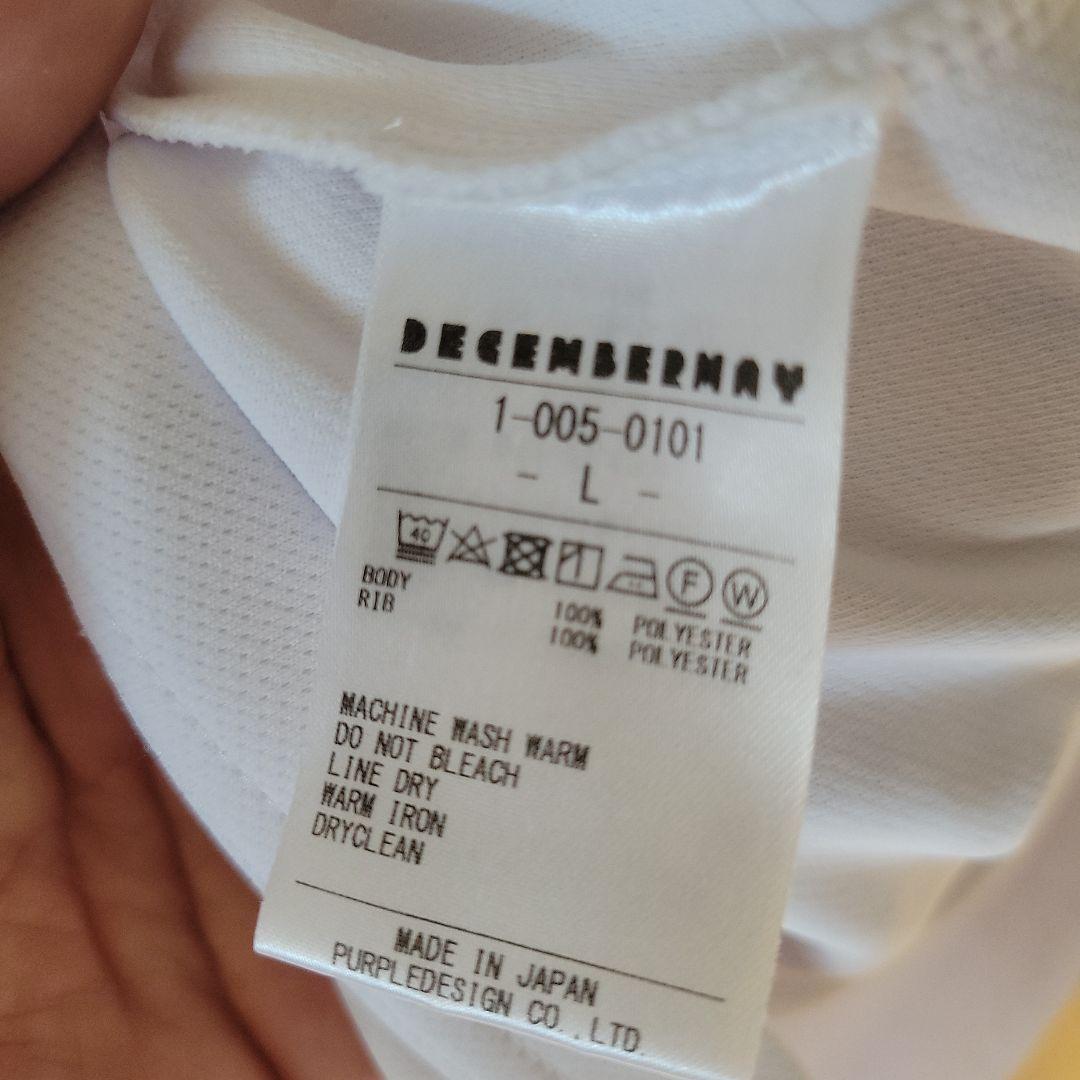 DECEMBERMAY
1-005-0101
- L -
40 F W
BODY 100% POLYESTER
RIB 100% POLYESTER
MACHINE WASH WARM
DO NOT BLEACH
LINE DRY
WARM IRON
DRYCLEAN
MADE IN JAPAN
PURPLEDESIGN CO.,LTD.